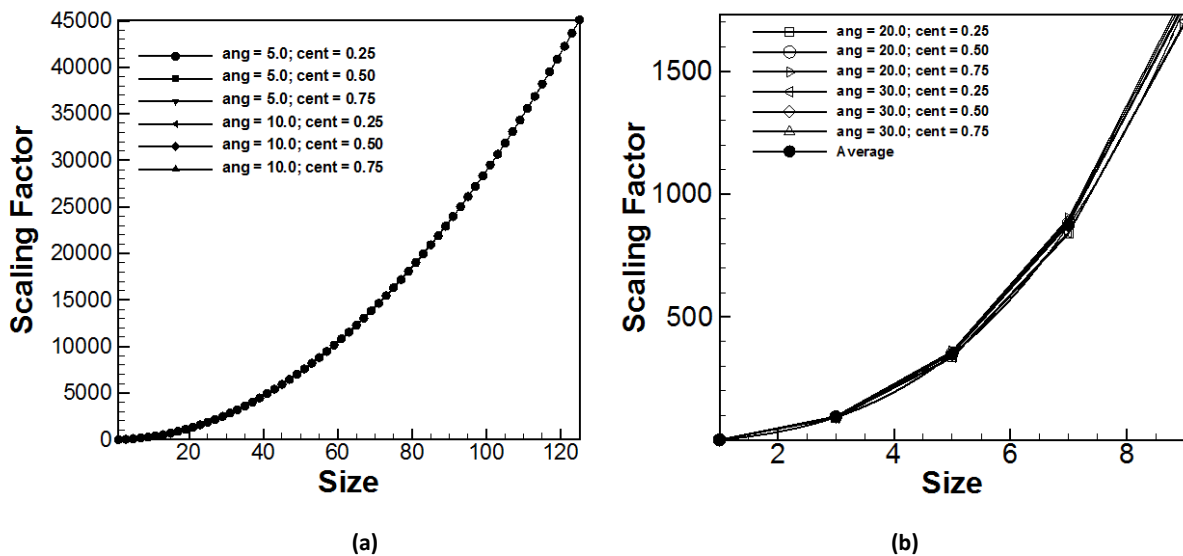 45000
40000
35000
30000
25000
20000
15000
10000
5000
0
Scaling Factor
ang = 5.0; cent = 0.25
ang = 5.0; cent = 0.50
ang = 5.0; cent = 0.75
ang = 10.0; cent = 0.25
ang = 10.0; cent = 0.50
ang = 10.0; cent = 0.75
20 40 60 80 100 120
Size
(a)
1500
1000
500
Scaling Factor
ang = 20.0; cent = 0.25
ang = 20.0; cent = 0.50
ang = 20.0; cent = 0.75
ang = 30.0; cent = 0.25
ang = 30.0; cent = 0.50
ang = 30.0; cent = 0.75
Average
2 4 6 8
Size
(b)